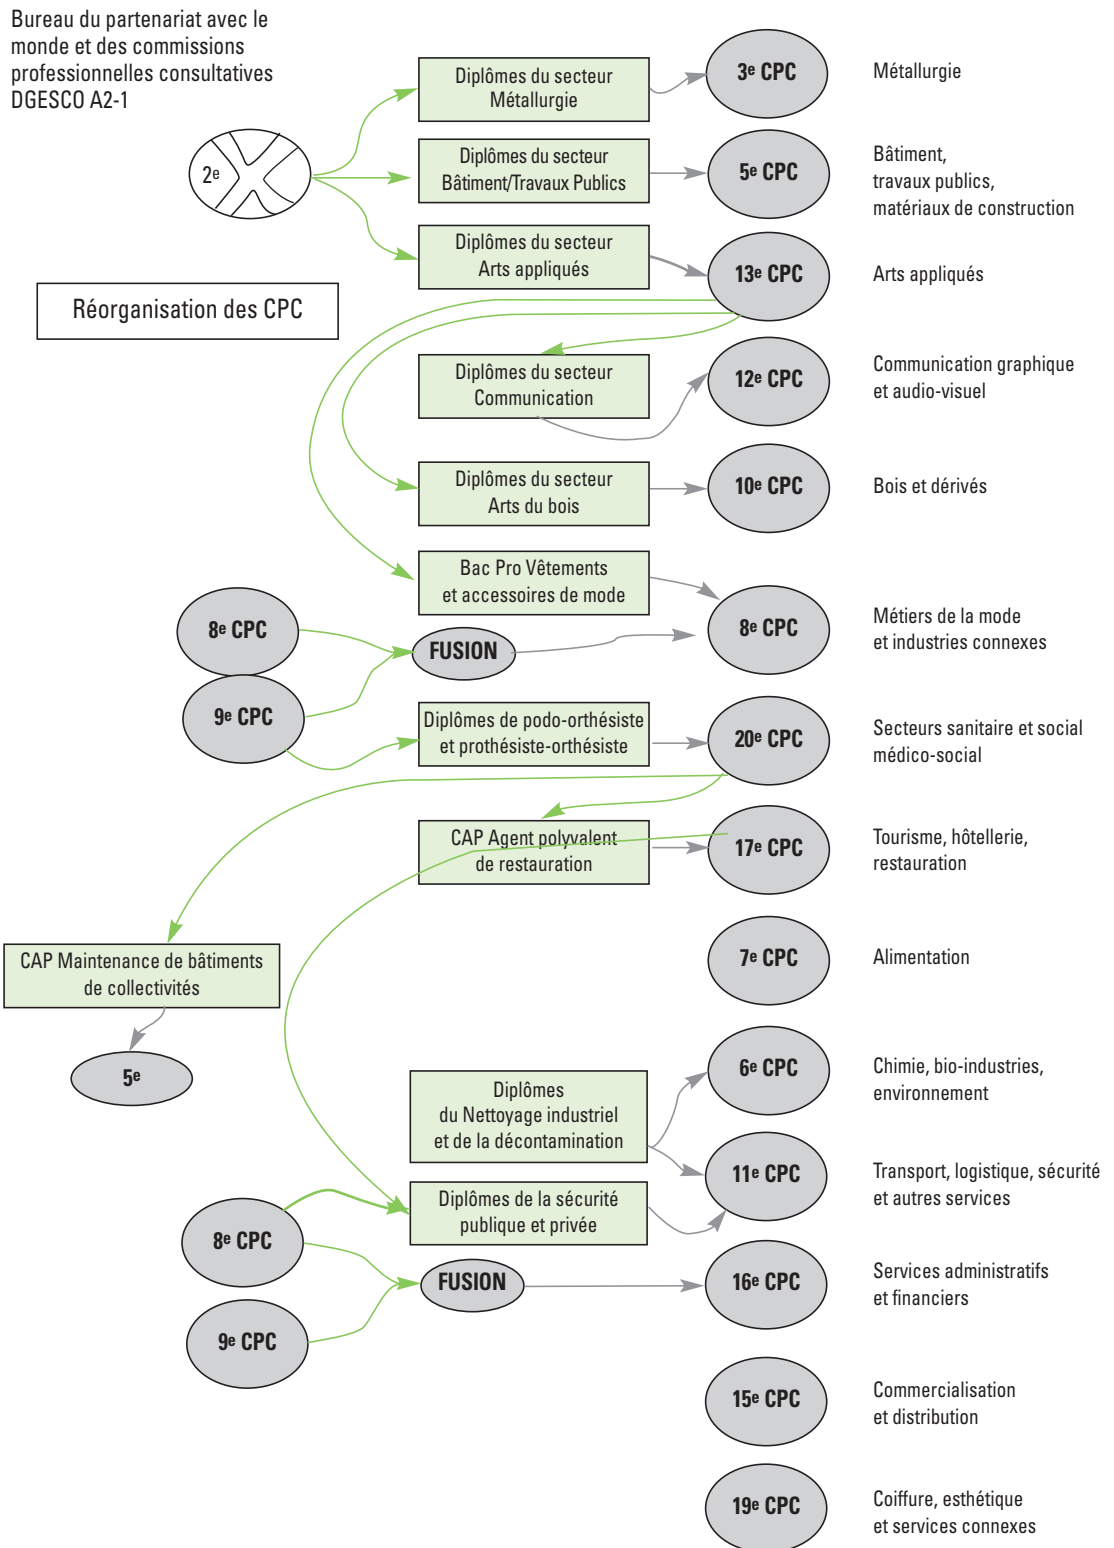 Bureau du partenariat avec le
monde et des commissions
professionnelles consultatives
DGESCO A2-1
Diplômes du secteur
Métallurgie
3e CPC
Métallurgie
2e
Diplômes du secteur
Bâtiment/Travaux Publics
5e CPC
Bâtiment,
travaux publics,
matériaux de construction
Diplômes du secteur
Arts appliqués
13e CPC
Arts appliqués
Réorganisation des CPC
Diplômes du secteur
Communication
12e CPC
Communication graphique
et audio-visuel
Diplômes du secteur
Arts du bois
10e CPC
Bois et dérivés
Bac Pro Vêtements
et accessoires de mode
8e CPC
FUSION
8e CPC
Métiers de la mode
et industries connexes
9e CPC
Diplômes de podo-orthésiste
et prothésiste-orthésiste
20e CPC
Secteurs sanitaire et social
médico-social
CAP Agent polyvalent
de restauration
17e CPC
Tourisme, hôtellerie,
restauration
CAP Maintenance de bâtiments
de collectivités
7e CPC
Alimentation
5e
6e CPC
Chimie, bio-industries,
environnement
Diplômes
du Nettoyage industriel
et de la décontamination
11e CPC
Transport, logistique, sécurité
et autres services
Diplômes de la sécurité
publique et privée
8e CPC
FUSION
16e CPC
Services administratifs
et financiers
9e CPC
15e CPC
Commercialisation
et distribution
19e CPC
Coiffure, esthétique
et services connexes